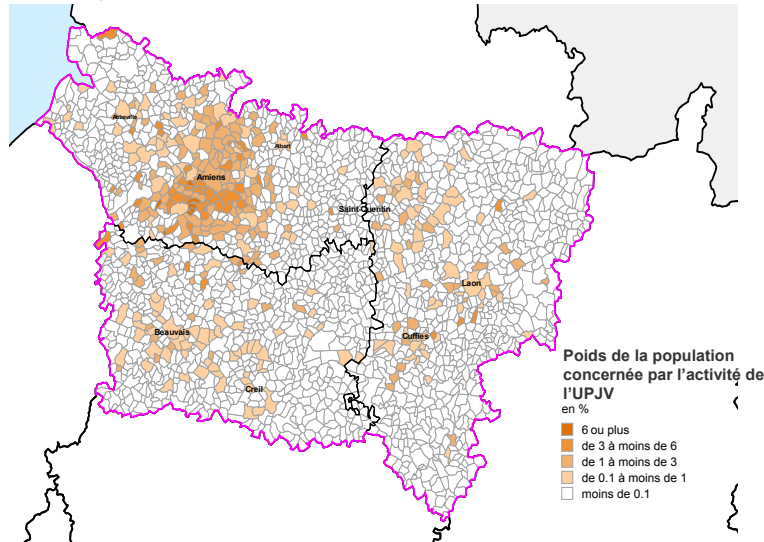 Abbeville
Albert
Amiens
Saint-Quentin
Laon
Beauvais
Cuffies
Creil
Poids de la population
concernée par l'activité de
l'UPJV
en %
6 ou plus
de 3 à moins de 6
de 1 à moins de 3
de 0.1 à moins de 1
moins de 0.1